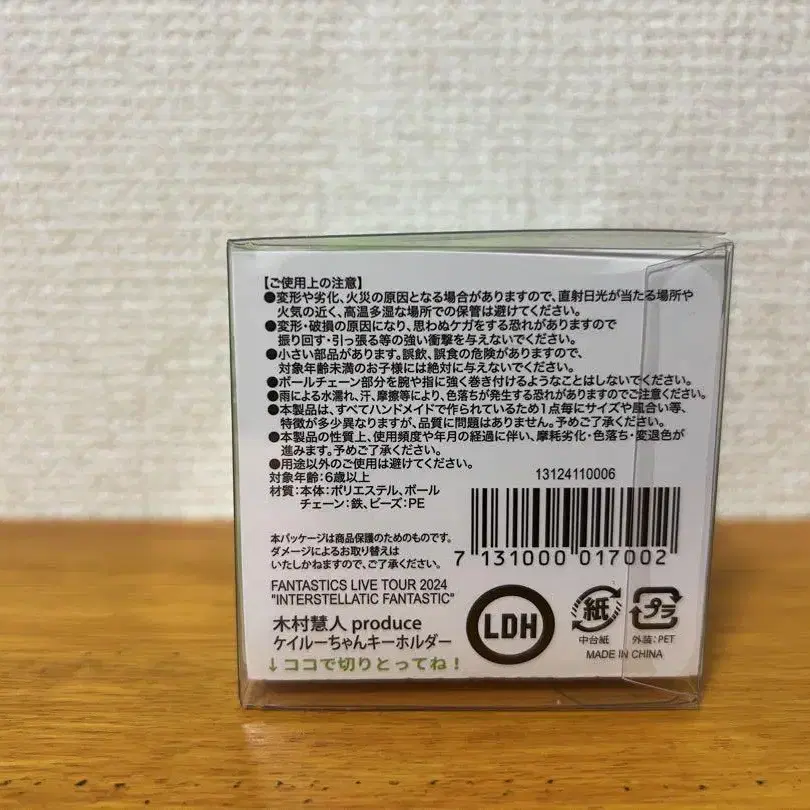 【ご使用上の注意】
●変形や劣化、火災の原因となる場合がありますので、直射日光が当たる場所や
火気の近く、高温多湿な場所での保管は避けてください。
●変形・破損の原因になり、思わぬケガをする恐れがありますので
振り回す・引っ張る等の強い衝撃を与えないでください。
●小さい部品があります。誤飲、誤食の危険がありますので、
対象年齢未満のお子様には絶対に与えないでください。
●ボールチェーン部分を腕や指に強く巻き付けるようなことはしないでください。
●雨による水濡れ、汗、摩擦等により、色落ちが発生する恐れがありますのでご注意ください。
●本製品は、すべてハンドメイドで作られているため1点毎にサイズや風合い等、
特徴が多少異なりますが、品質に問題はありません。予めご了承ください。
●本製品の性質上、使用頻度や年月の経過に伴い、摩耗劣化・色落ち・変退色が
進みます。予めご了承ください。
●用途以外のご使用は避けてください。
対象年齢:6歳以上
材質:本体:ポリエステル、ボール
チェーン:鉄、ビーズ:PE
13124110006
7 131000 017002
本パッケージは商品保護のためのものです。
ダメージによるお取り替えは
いたしかねますので、ご了承ください。
FANTASTICS LIVE TOUR 2024
"INTERSTELLATIC FANTASTIC"
木村慧人 produce
ケイルーちゃんキーホルダー
↓ココで切りとってね!
LDH
紙
中台紙
プラ
外装:PET
MADE IN CHINA